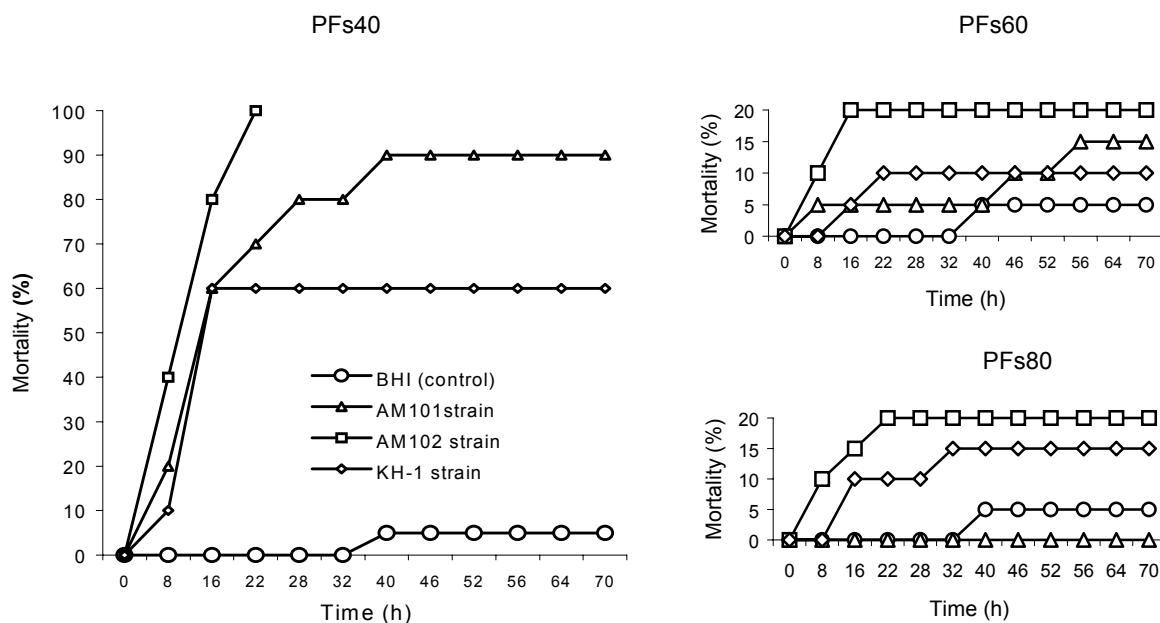 PFs40
100
90
80
70
60
50
40
30
20
10
0
Mortality (%)
BHI (control)
AM101strain
AM102 strain
KH-1 strain
0 8 16 22 28 32 40 46 52 56 64 70
Time (h)
PFs60
20
15
10
5
0
Mortality (%)
0 8 16 22 28 32 40 46 52 56 64 70
Time (h)
PFs80
20
15
10
5
0
Mortality (%)
0 8 16 22 28 32 40 46 52 56 64 70
Time (h)